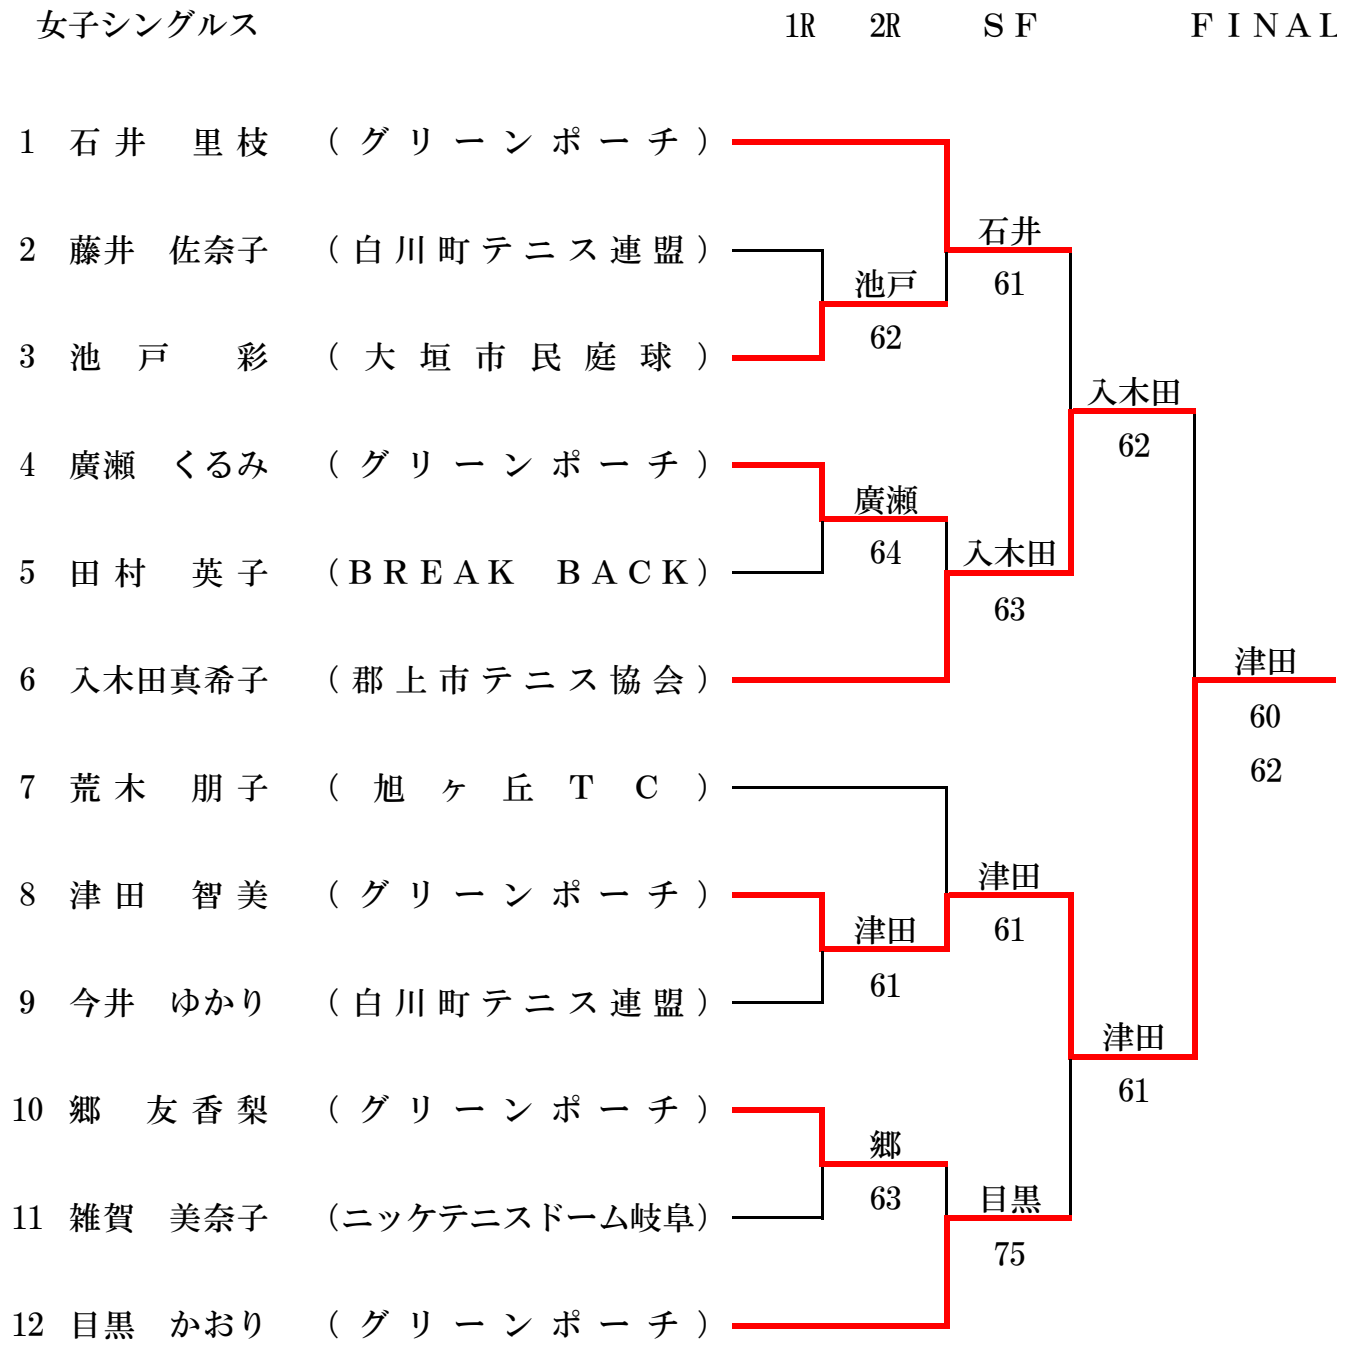 女子シングルス 1R 2R ＳＦ ＦＩＮＡＬ
1 石井 里枝 （グリーンポーチ）
石井
2 藤井 佐奈子 （白川町テニス連盟）
池戸 61
62
3 池戸 彩 （大垣市民庭球）
入木田
62
4 廣瀬 くるみ （グリーンポーチ）
廣瀬
64 入木田
5 田村 英子 （ＢＲＥＡＫ ＢＡＣＫ）
63
津田
6 入木田真希子 （郡上市テニス協会）
60
62
7 荒木 朋子 （旭ヶ丘ＴＣ）
津田
8 津田 智美 （グリーンポーチ）
津田 61
61
9 今井 ゆかり （白川町テニス連盟）
津田
61
10 郷 友香梨 （グリーンポーチ）
郷
63 目黒
11 雑賀 美奈子 （ニッケテニスドーム岐阜）
75
12 目黒 かおり （グリーンポーチ）